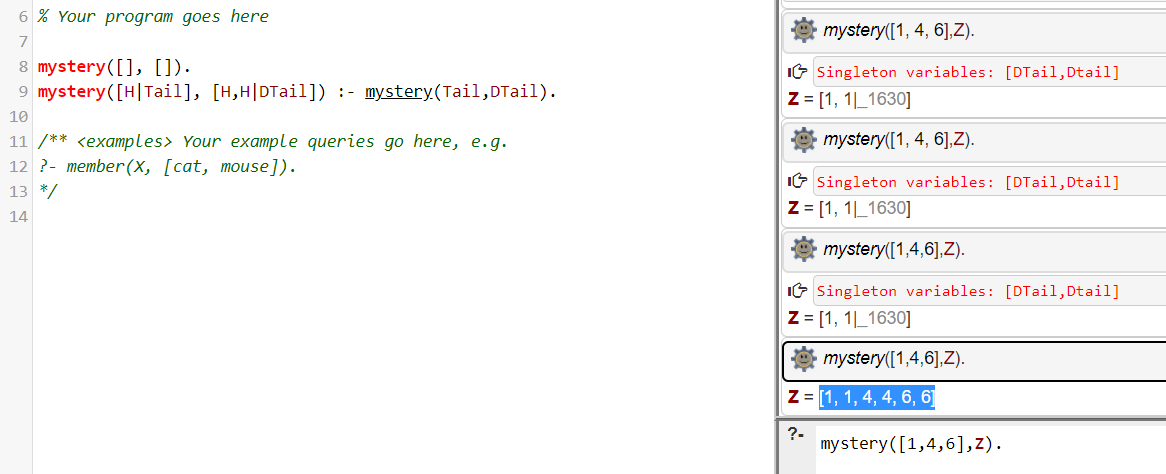 6 % Your program goes here
7
8 mystery([], []).
9 mystery([H|Tail], [H,H|DTail]) :- mystery(Tail,DTail).
10
11 /** <examples> Your example queries go here, e.g.
12 ?- member(X, [cat, mouse]).
13 */
14
mystery([1, 4, 6],Z).
Singleton variables: [DTail,Dtail]
Z = [1, 1|_1630]
mystery([1, 4, 6],Z).
Singleton variables: [DTail,Dtail]
Z = [1, 1|_1630]
mystery([1,4,6],Z).
Singleton variables: [DTail,Dtail]
Z = [1, 1|_1630]
mystery([1,4,6],Z).
Z = [1, 1, 4, 4, 6, 6]
?- mystery([1,4,6],Z).